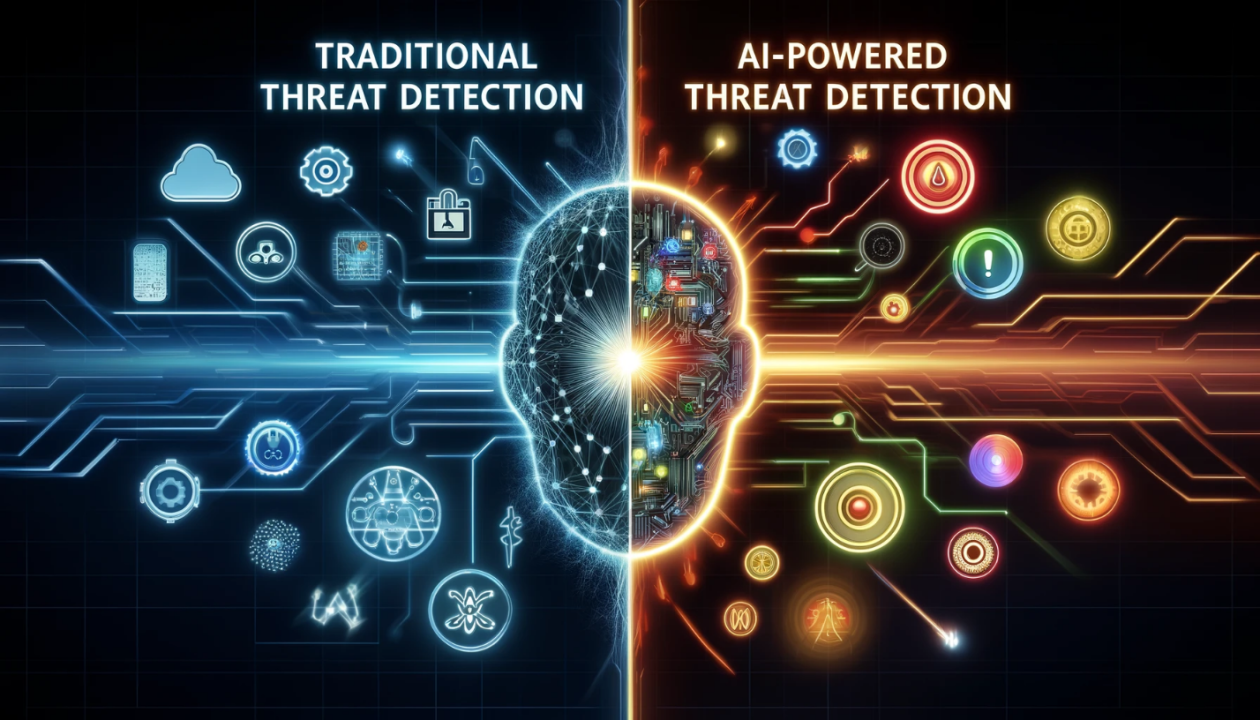 TRADITIONAL
THREAT DETECTION
AI-POWERED
THREAT DETECTION